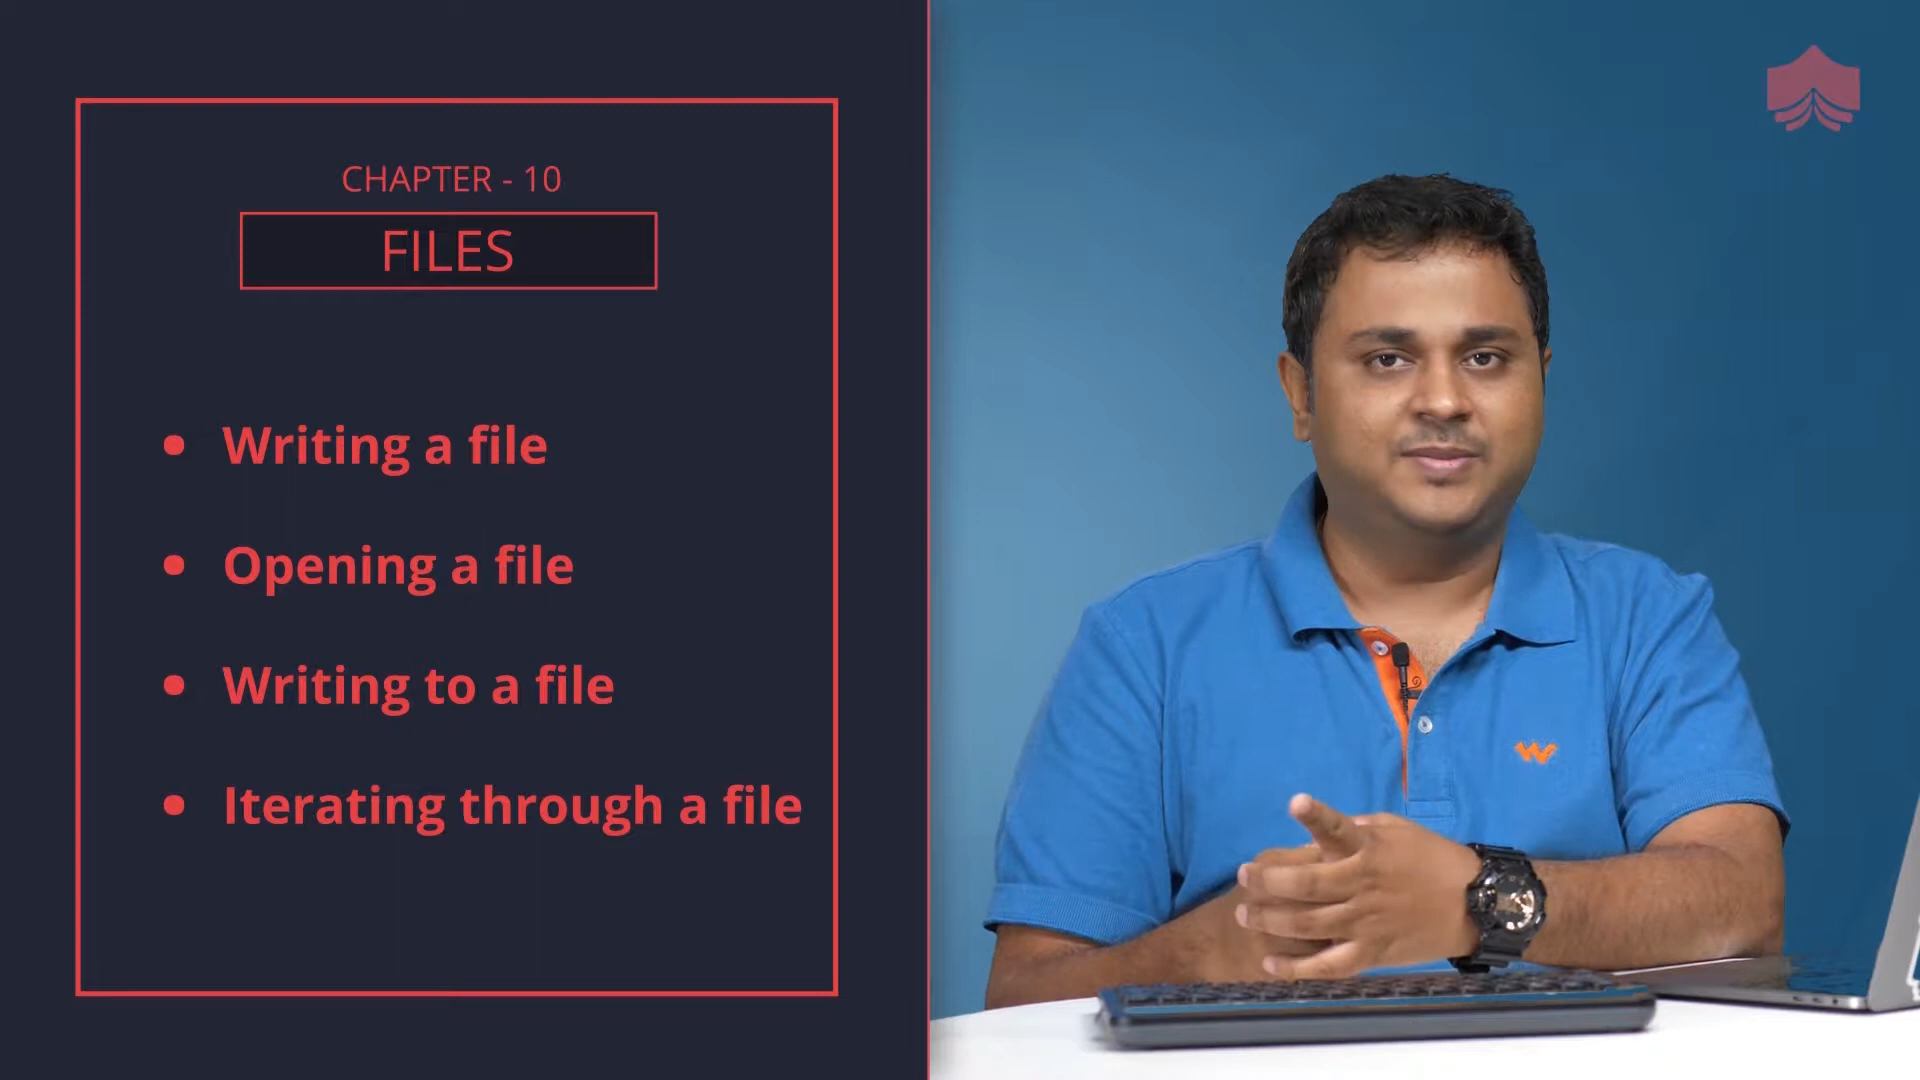 CHAPTER - 10
FILES
• Writing a file
• Opening a file
• Writing to a file
• Iterating through a file